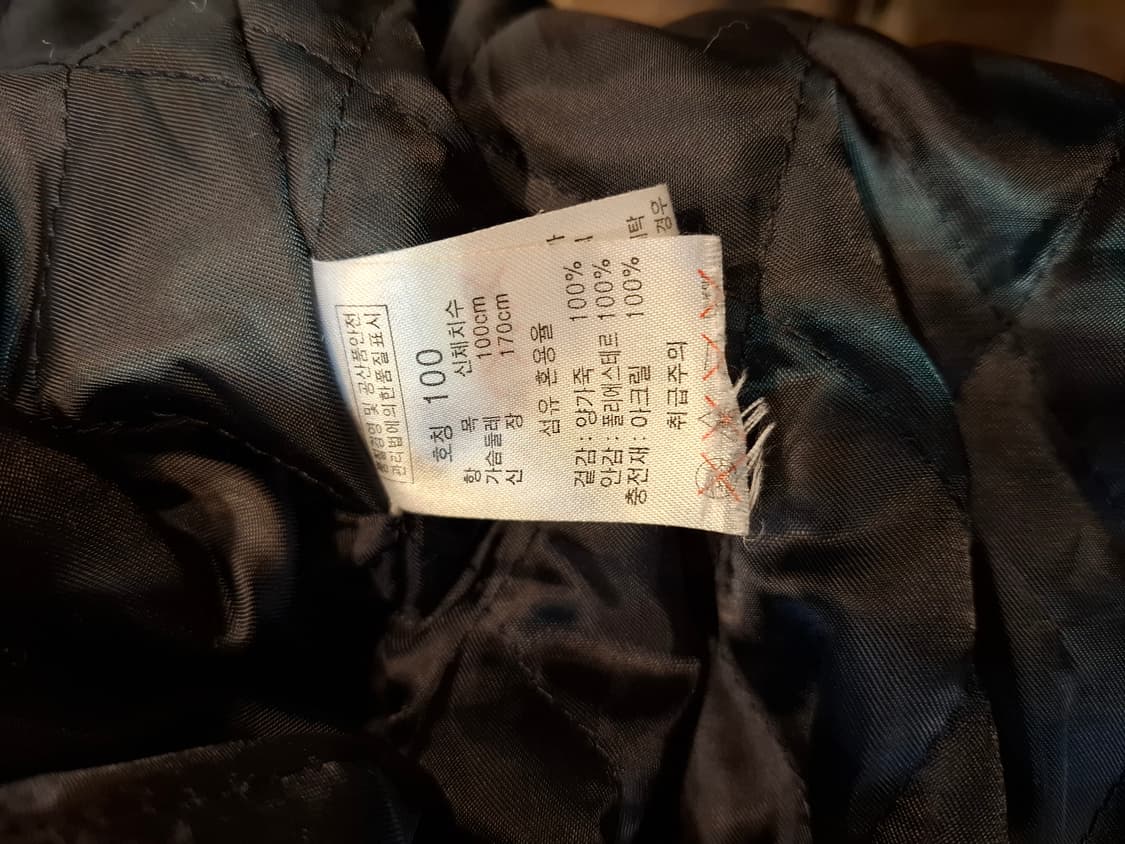 품질경영 및 공산품안전
관리법에 의한 품질표시
호칭 100
항 목 신체치수
가슴둘레 100cm
신 장 170cm
섬유 혼용율
겉감 : 양가죽 100%
안감 : 폴리에스테르 100%
충전재 : 아크릴 100%
취급주의
경우